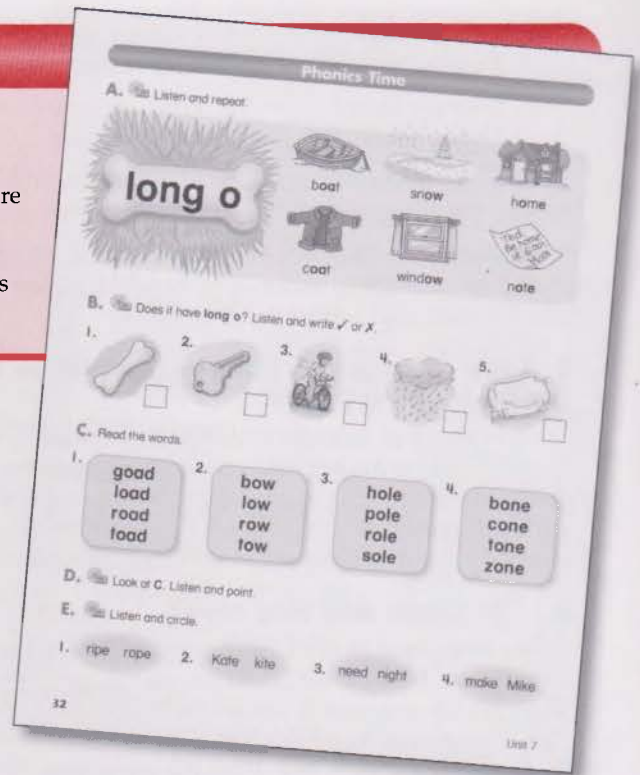 re
s
Phonics Time
A. Listen and repeat.
long o
boat
snow
home
coat
window
note
B. Does it have long o? Listen and write ✓ or ✗.
1.
2.
3.
4.
5.
C. Read the words.
1.
goad
load
road
toad
2.
bow
low
row
tow
3.
hole
pole
role
sole
4.
bone
cone
tone
zone
D. Look at C. Listen and point.
E. Listen and circle.
1. ripe rope 2. Kate kite 3. need night 4. make Mike
32
Unit 7